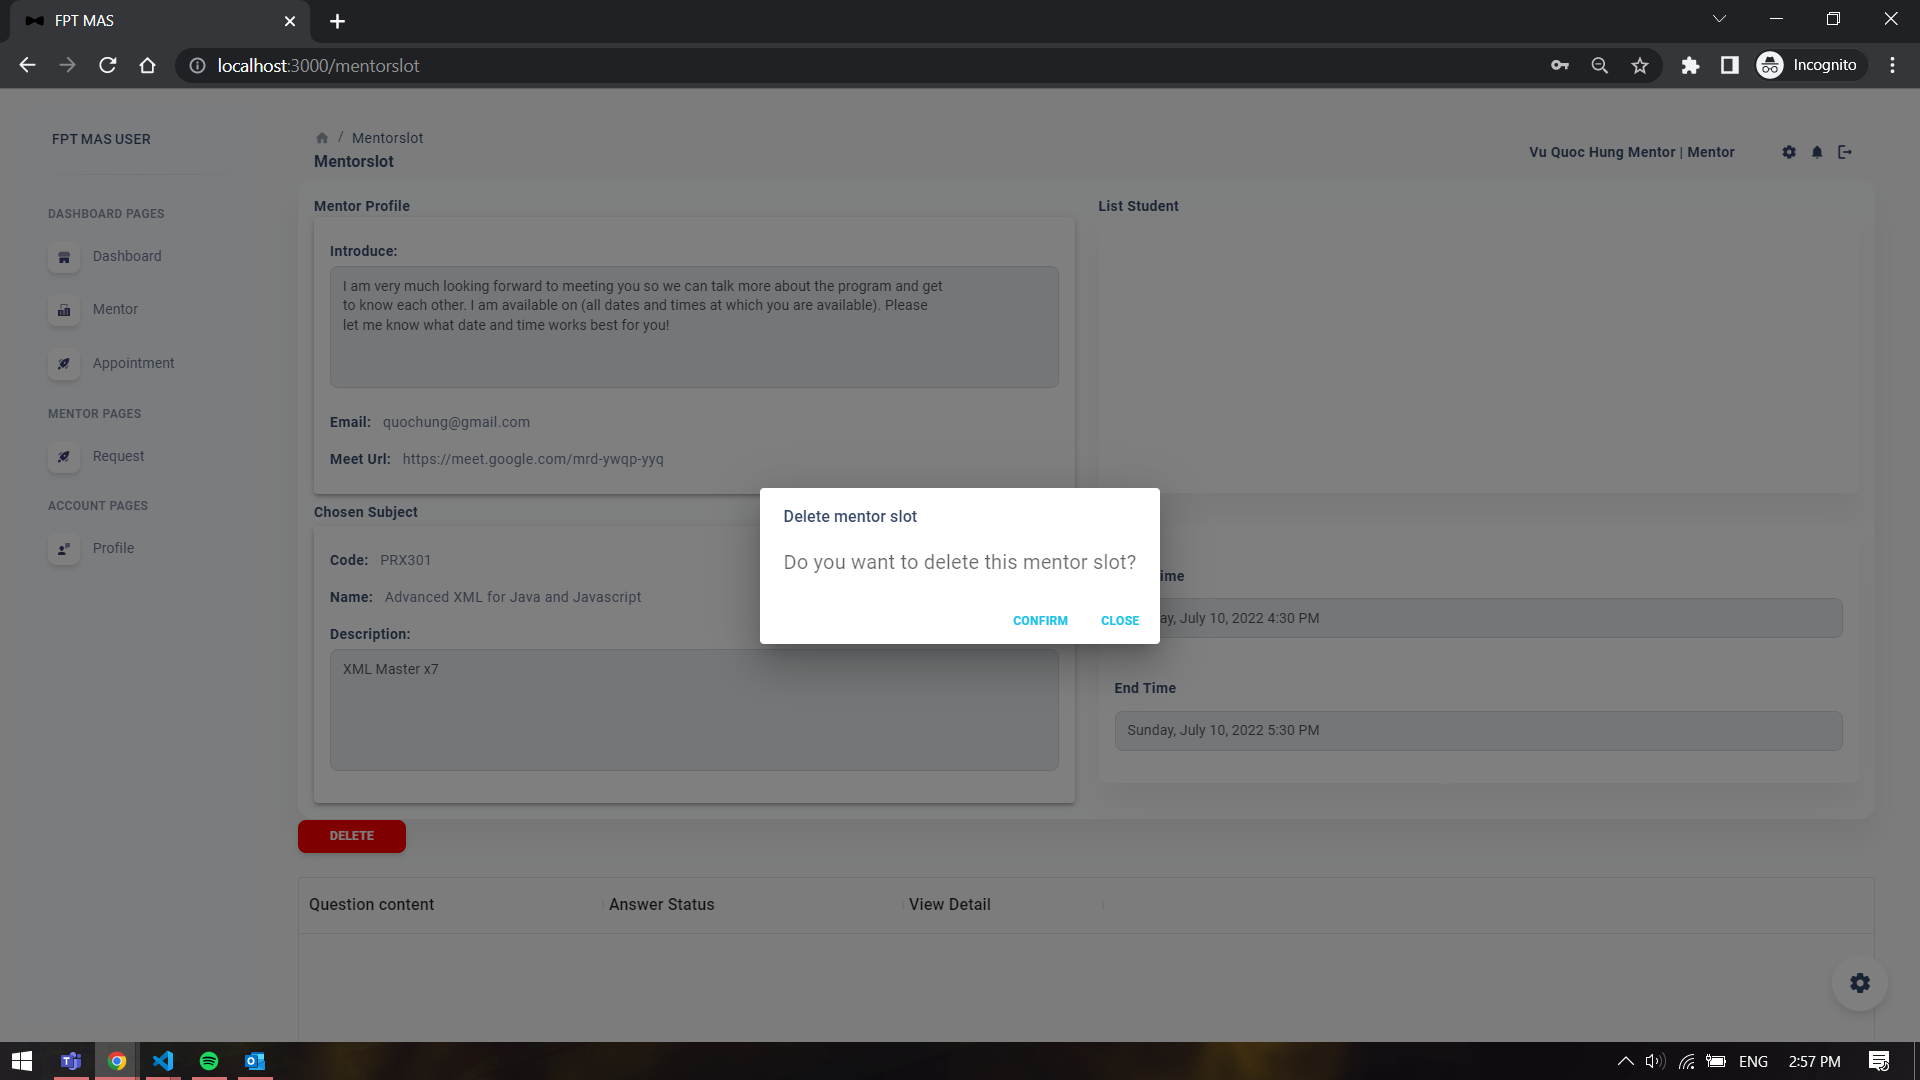 FPT MAS
localhost:3000/mentorslot
Incognito
FPT MAS USER
/ Mentorslot
Mentorslot
Vu Quoc Hung Mentor | Mentor
DASHBOARD PAGES
Dashboard
Mentor
Appointment
MENTOR PAGES
Request
ACCOUNT PAGES
Profile
Mentor Profile
Introduce:
I am very much looking forward to meeting you so we can talk more about the program and get
to know each other. I am available on (all dates and times at which you are available). Please
let me know what date and time works best for you!
Email: quochung@gmail.com
Meet Url: https://meet.google.com/mrd-ywqp-yyq
List Student
Chosen Subject
Code: PRX301
Name: Advanced XML for Java and Javascript
Description:
XML Master x7
Delete mentor slot
Do you want to delete this mentor slot?
CONFIRM CLOSE
ime
ay, July 10, 2022 4:30 PM
End Time
Sunday, July 10, 2022 5:30 PM
DELETE
Question content Answer Status View Detail
ENG 2:57 PM